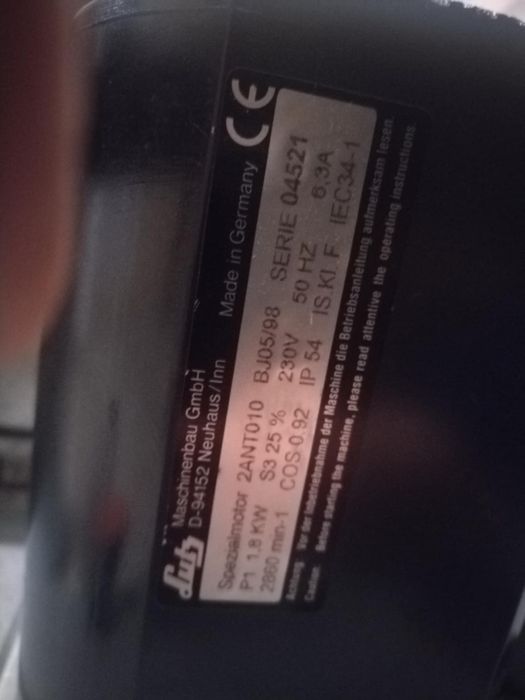 Lutz Maschinenbau GmbH
D-94152 Neuhaus/Inn Made in Germany CE
Spezialmotor 2ANT010 BJ05/98 SERIE 04521
P1 1,8 KW S3 25 % 230V 50 HZ 6,3A
2860 min-1 COS-0,92 IP 54 IS.KI. F. IEC34-1
Achtung Vor der Inbetriebnahme der Maschine die Betriebsanleitung aufmerksam lesen.
Caution Before starting the machine, please read attentive the operating instructions